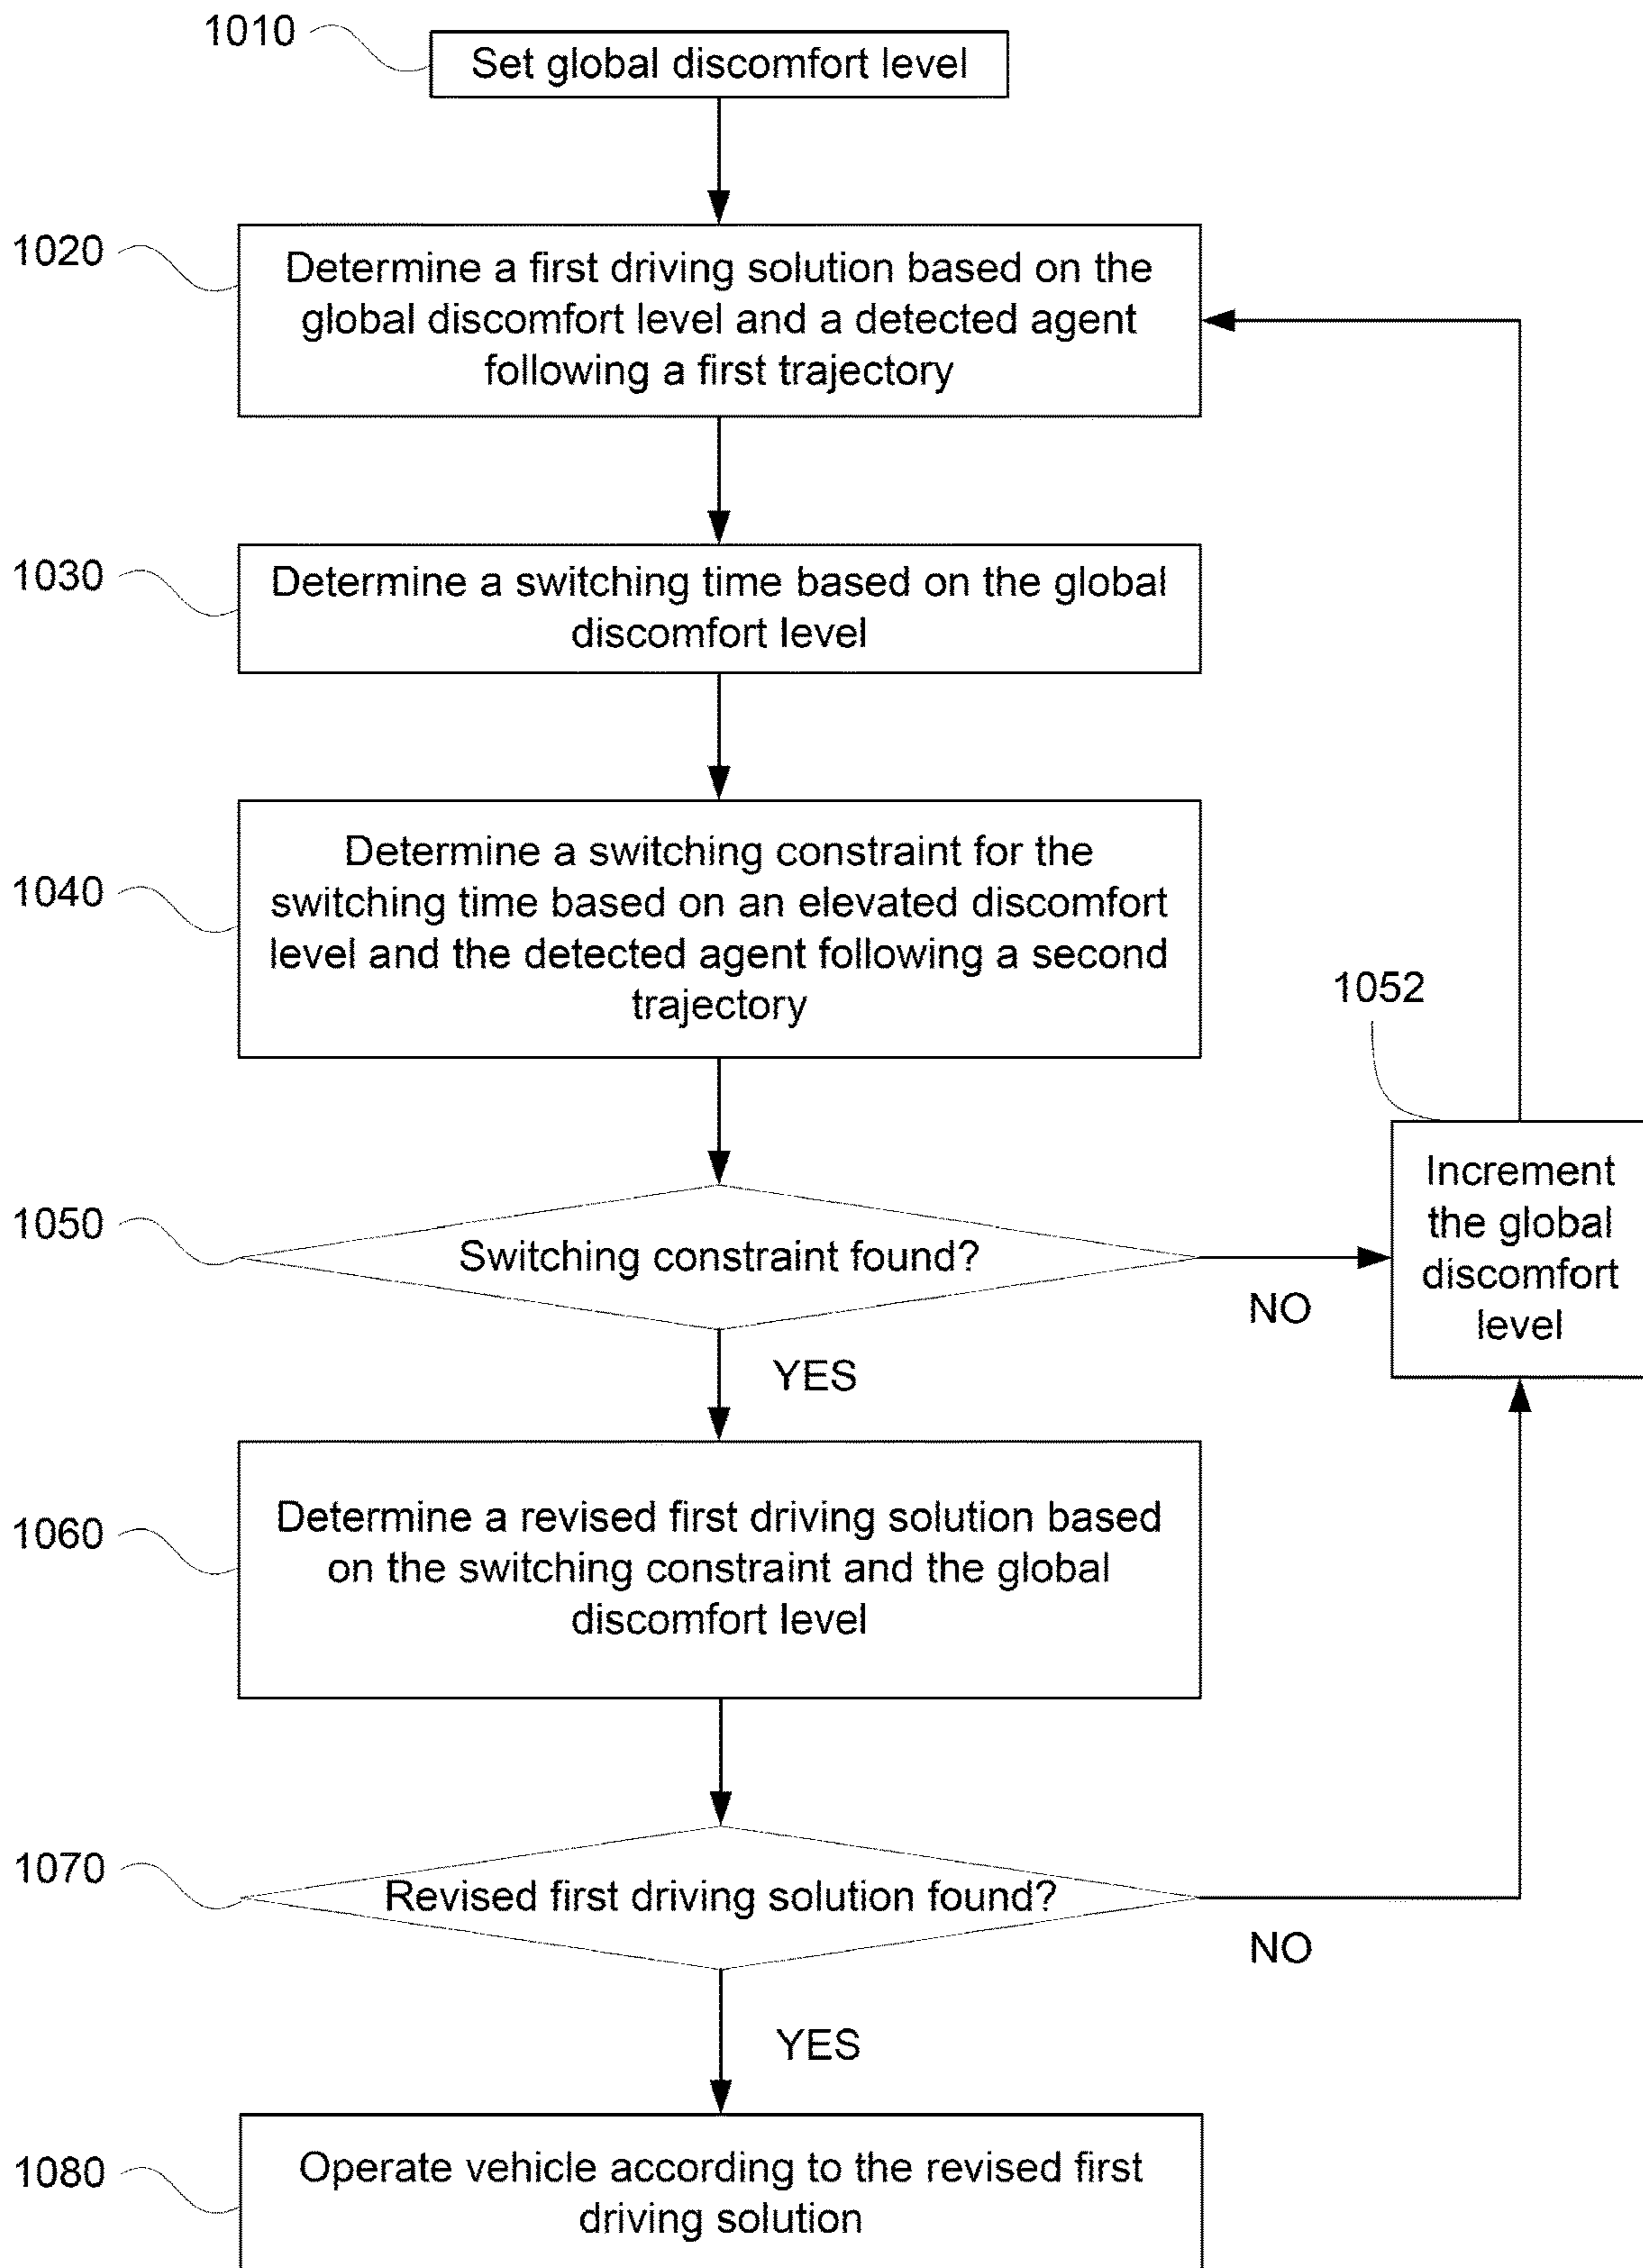 1010
Set global discomfort level
1020
Determine a first driving solution based on the
global discomfort level and a detected agent
following a first trajectory
1030
Determine a switching time based on the global
discomfort level
1040
Determine a switching constraint for the
switching time based on an elevated discomfort
level and the detected agent following a second
trajectory
1052
Increment
the global
discomfort
level
1050
Switching constraint found?
NO
YES
1060
Determine a revised first driving solution based
on the switching constraint and the global
discomfort level
1070
Revised first driving solution found?
NO
YES
1080
Operate vehicle according to the revised first
driving solution